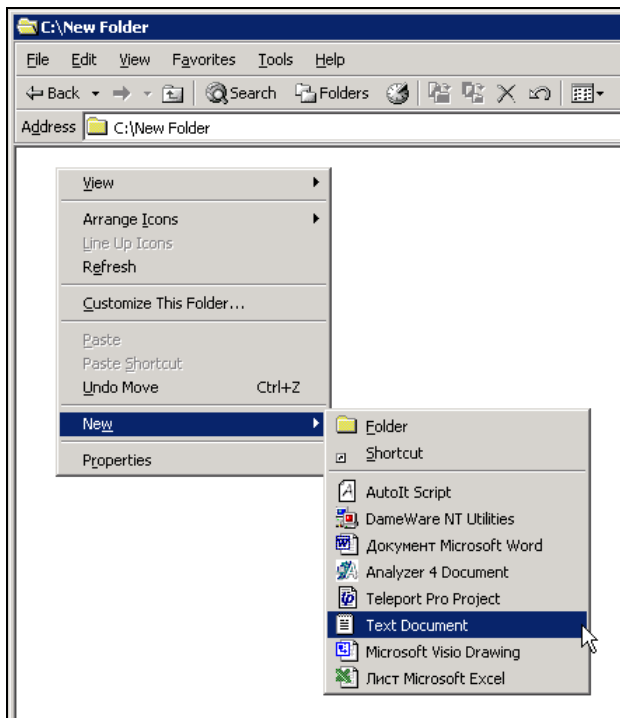 C:\New Folder
File Edit View Favorites Tools Help
Back Search Folders
Address C:\New Folder
View
Arrange Icons
Line Up Icons
Refresh
Customize This Folder...
Paste
Paste Shortcut
Undo Move Ctrl+Z
New
Properties
Folder
Shortcut
AutoIt Script
DameWare NT Utilities
Документ Microsoft Word
Analyzer 4 Document
Teleport Pro Project
Text Document
Microsoft Visio Drawing
Лист Microsoft Excel